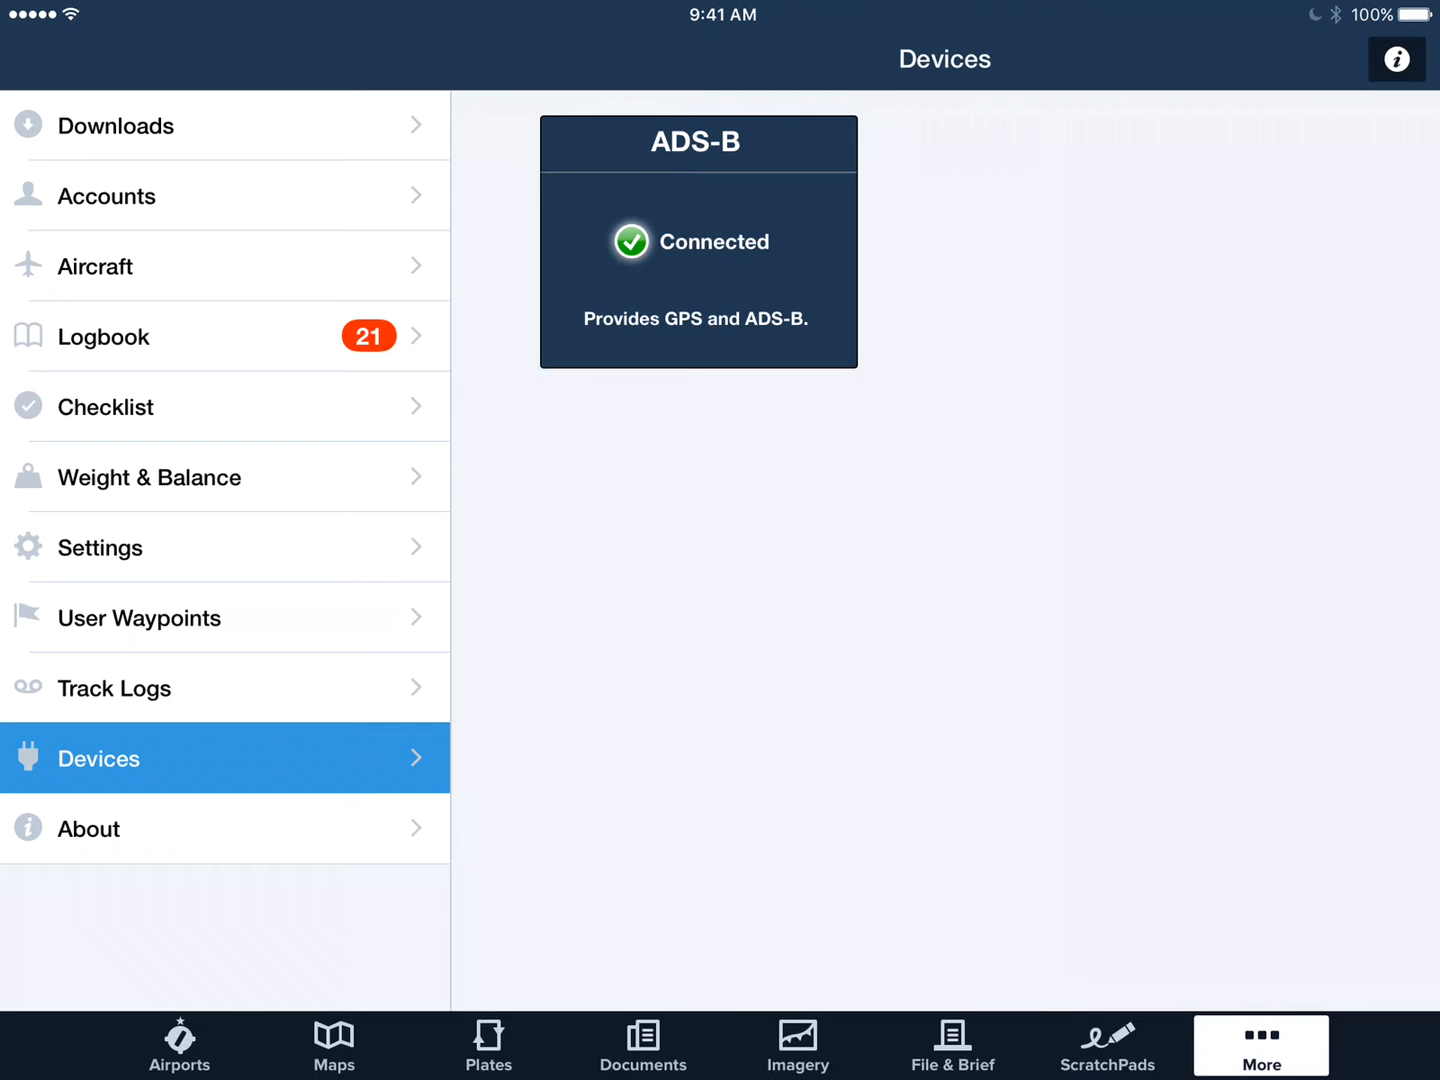 9:41 AM
100%
Devices
Downloads
Accounts
Aircraft
Logbook
21
Checklist
Weight & Balance
Settings
User Waypoints
Track Logs
Devices
About
ADS-B
Connected
Provides GPS and ADS-B.
Airports
Maps
Plates
Documents
Imagery
File & Brief
ScratchPads
More